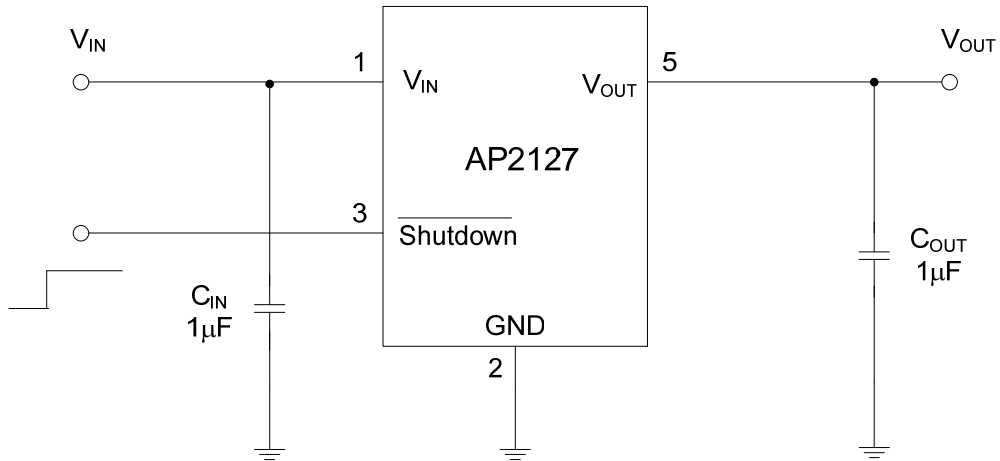 VIN
VOUT
1
5
VIN
VOUT
AP2127
3
Shutdown
COUT
1μF
CIN
1μF
GND
2